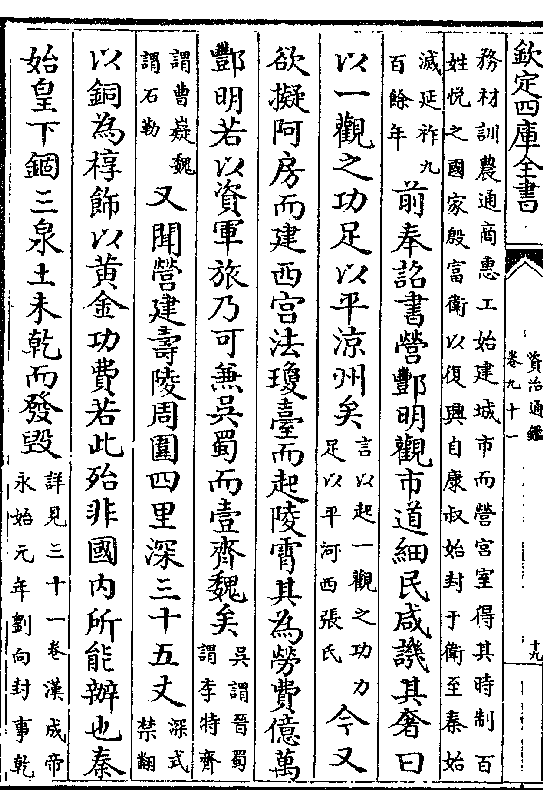 欽定四庫全書
資治通鑑
卷九十一
十九
務材訓農通商惠工始建城市而營宮室得其時制百
姓悅之國家殷富衛以復興自康叔始封于衛至秦始
滅延祚九
百餘年
前奉詔書營酆明觀市道細民咸譏其奢曰
以一觀之功足以平涼州矣
言以起一觀之功力
足以平河西張氏
今又
欲擬阿房而建西宮法瓊臺而起陵霄其為勞費億萬
酆明若以資軍旅乃可兼吳蜀而壹齊魏矣
吳謂晉蜀
謂李特齊
謂曹嶷魏
謂石勒
又聞營建壽陵周圍四里深三十五丈
深式
禁翻
以銅為椁飾以黃金功費若此殆非國內所能辦也秦
始皇下錮三泉土未乾而發毀
詳見三十一卷漢成帝
永始元年劉向封事乾